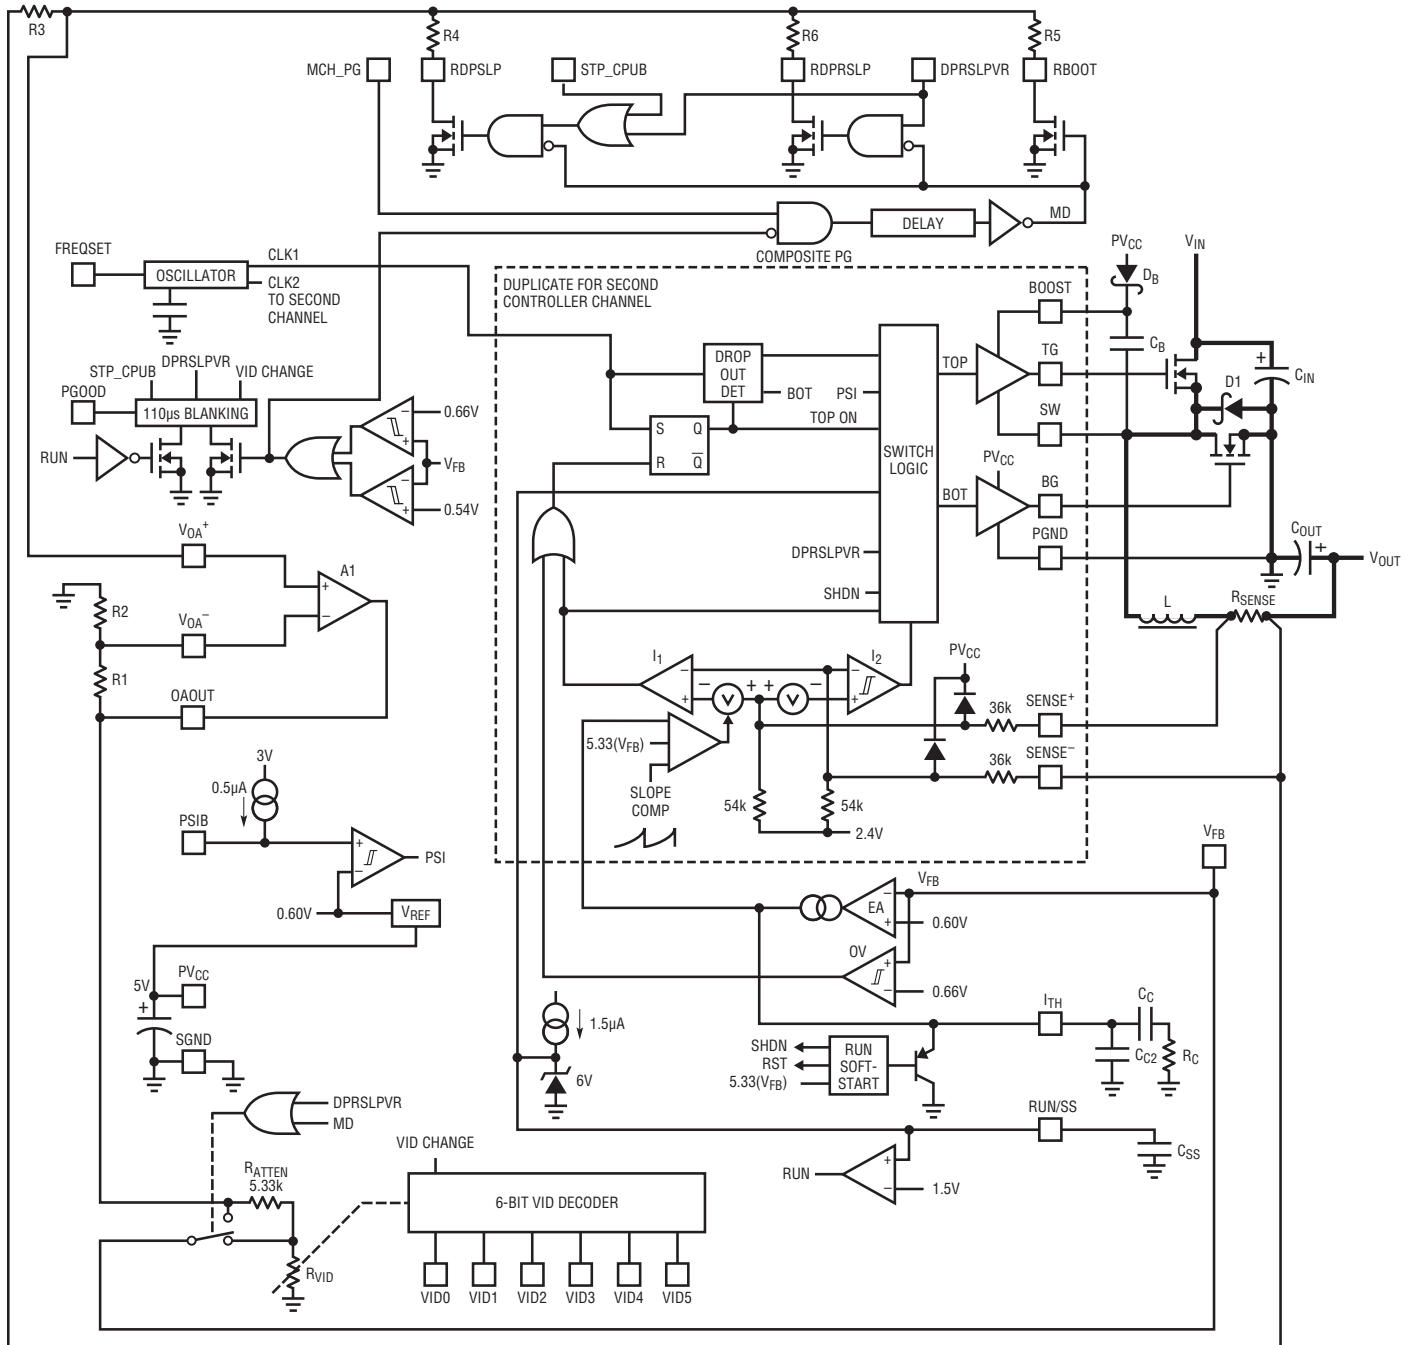 R3
R4
R6
R5
MCH_PG
RDPSLP
STP_CPUB
RDPRSLP
DPRSLPVR
RBOOT
MD
DELAY
COMPOSITE PG
FREQSET
OSCILLATOR
CLK1
CLK2
TO SECOND
CHANNEL
DUPLICATE FOR SECOND
CONTROLLER CHANNEL
PVCC
VIN
DB
BOOST
CB
TG
TOP
SW
D1
+
CIN
STP_CPUB
DPRSLPVR
VID CHANGE
PGOOD
110µs BLANKING
RUN
–
0.66V
+
VFB
–
+
0.54V
DROP
OUT
DET
BOT
PSI
TOP ON
S Q
R Q̅
SWITCH
LOGIC
PVCC
BOT
BG
PGND
COUT
+
VOUT
DPRSLPVR
SHDN
L
RSENSE
VOA+
A1
+
–
R2
VOA–
R1
OAOUT
I1
–
+
–
V
+
+
V
–
I2
–
+
PVCC
36k
SENSE+
36k
SENSE–
5.33(VFB)
SLOPE
COMP
54k
54k
2.4V
3V
0.5µA
PSIB
+
–
PSI
0.60V
VREF
VFB
VFB
–
EA
+
0.60V
OV
+
–
0.66V
5V
PVCC
+
SGND
1.5µA
6V
ITH
CC
CC2
RC
SHDN
RST
5.33(VFB)
RUN
SOFT-
START
RUN/SS
CSS
DPRSLPVR
MD
RUN
+
–
1.5V
VID CHANGE
RATTEN
5.33k
6-BIT VID DECODER
RVID
VID0 VID1 VID2 VID3 VID4 VID5